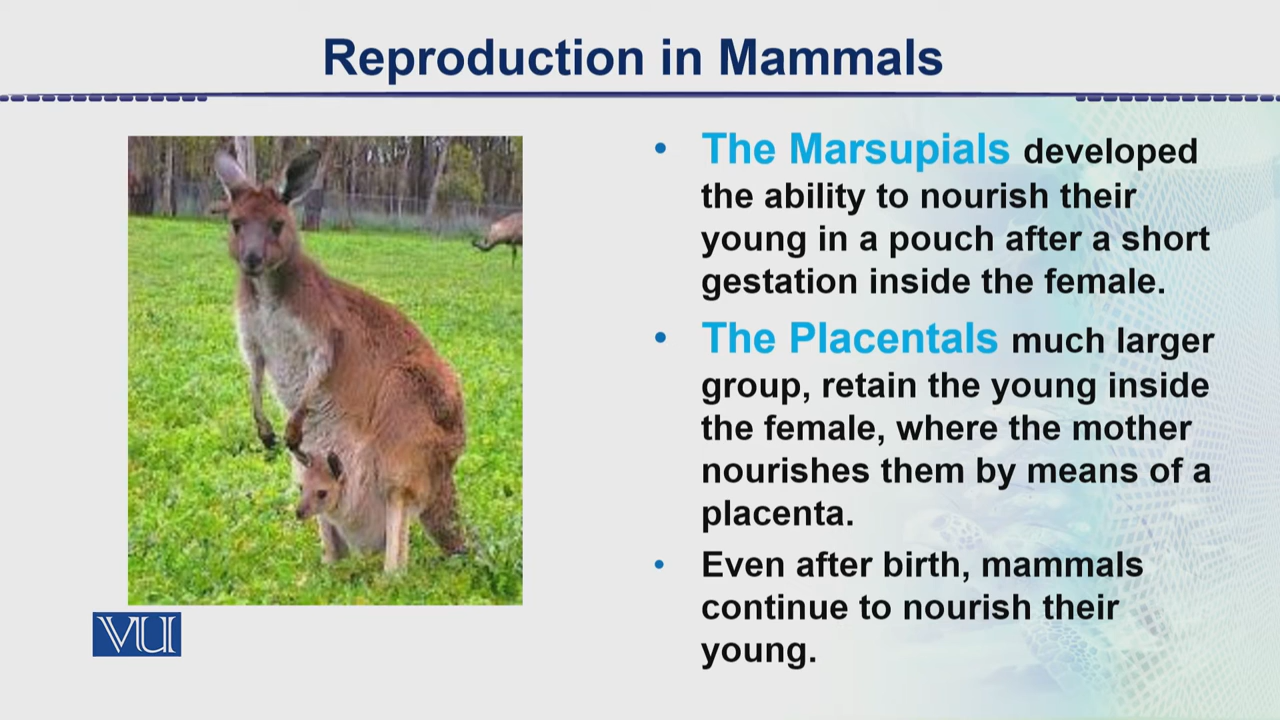 Reproduction in Mammals
• The Marsupials developed
the ability to nourish their
young in a pouch after a short
gestation inside the female.
• The Placentals much larger
group, retain the young inside
the female, where the mother
nourishes them by means of a
placenta.
• Even after birth, mammals
continue to nourish their
young.
VU